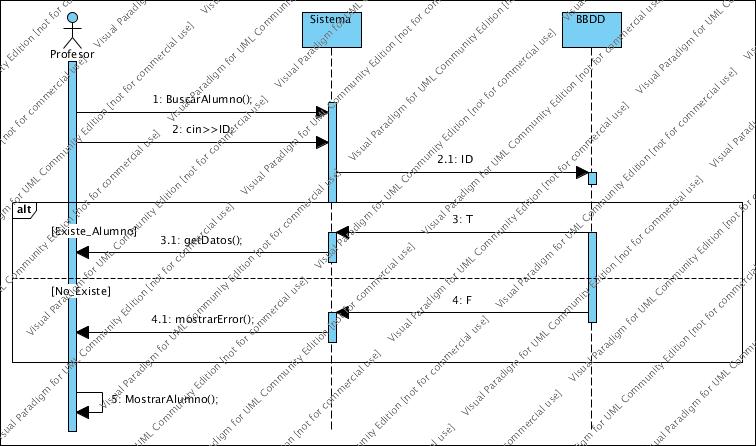 Sistema
BBDD
Profesor
1: BuscarAlumno();
2: cin>>ID;
2.1: ID
alt
[Existe_Alumno]
3: T
3.1: getDatos();
[No_Existe]
4: F
4.1: mostrarError();
5: MostrarAlumno();
Visual Paradigm for UML Community Edition [not for commercial use]